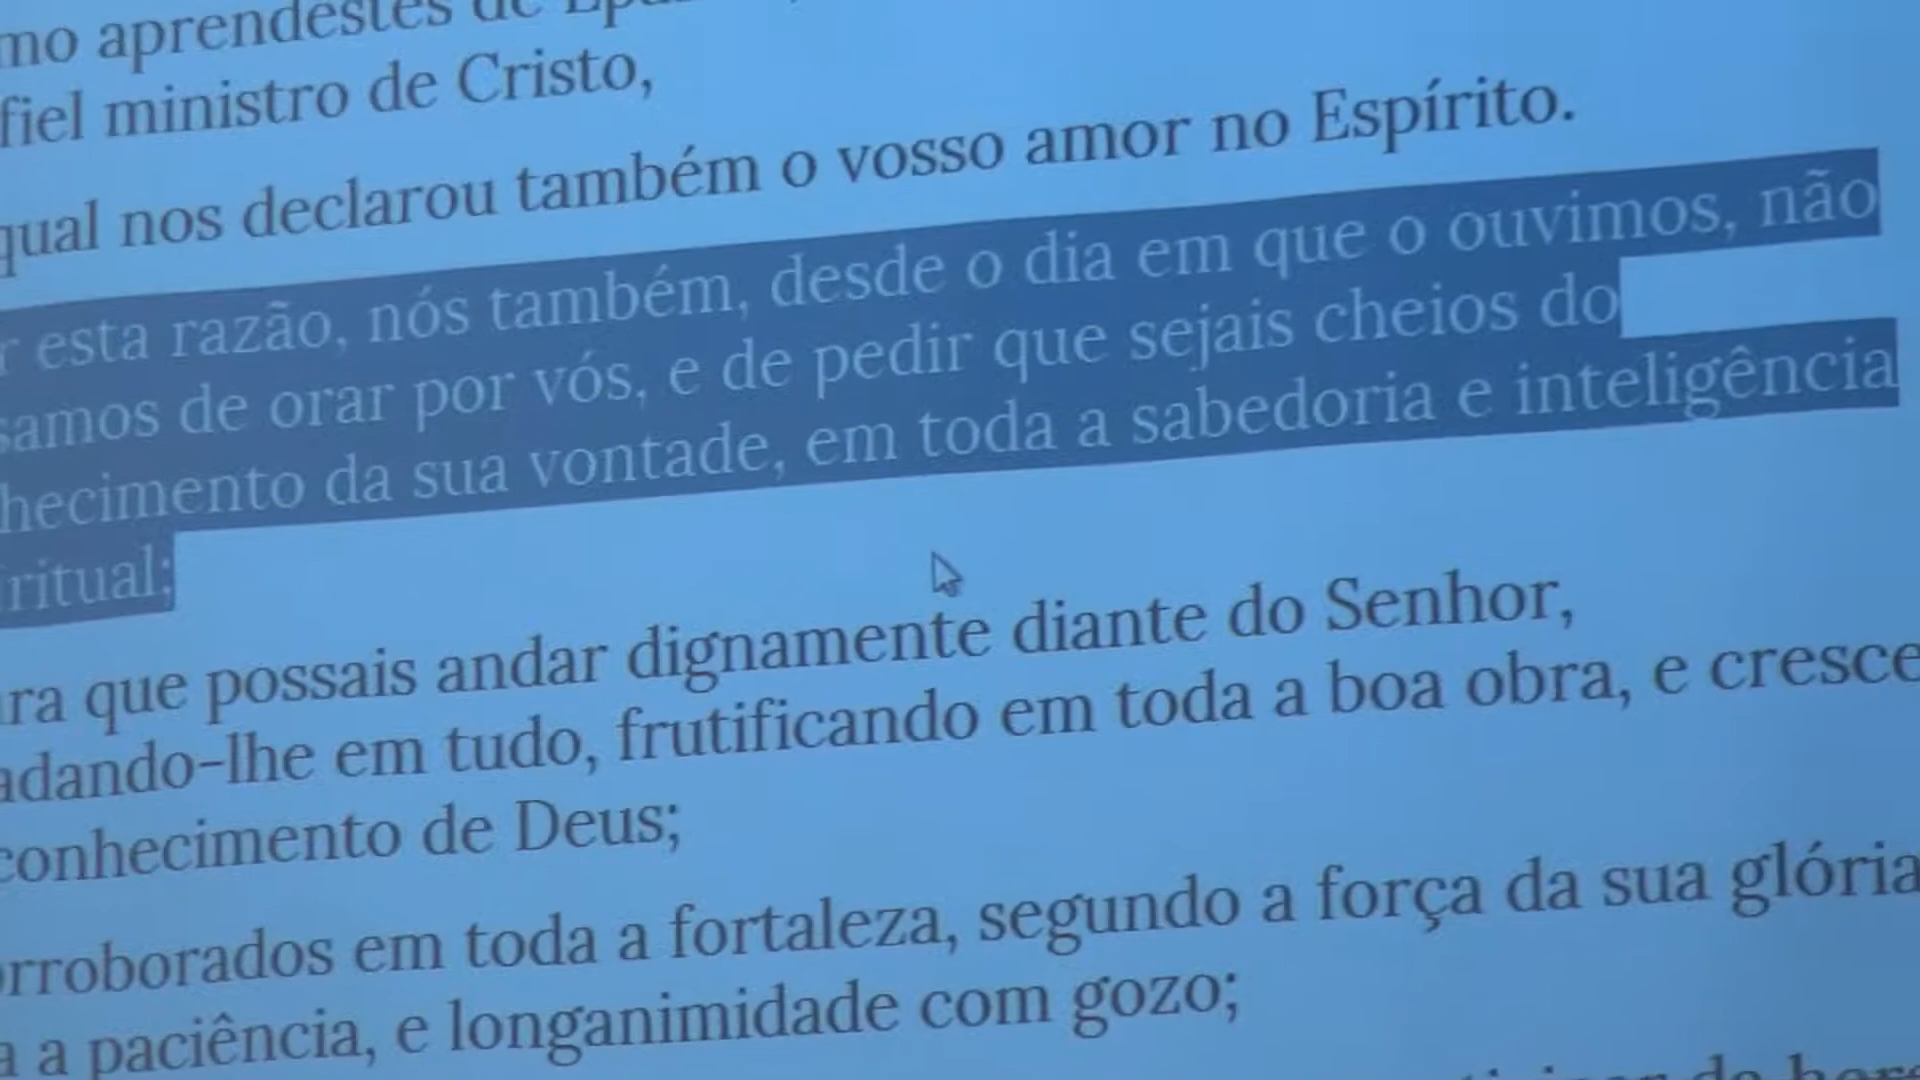 mo aprendestes de
fiel ministro de Cristo,
qual nos declarou também o vosso amor no Espírito.
r esta razão, nós também, desde o dia em que o ouvimos, não
samos de orar por vós, e de pedir que sejais cheios do
hecimento da sua vontade, em toda a sabedoria e inteligência
ritual;
ra que possais andar dignamente diante do Senhor,
adando-lhe em tudo, frutificando em toda a boa obra, e cresce
conhecimento de Deus;
orroborados em toda a fortaleza, segundo a força da sua glória
a a paciência, e longanimidade com gozo;